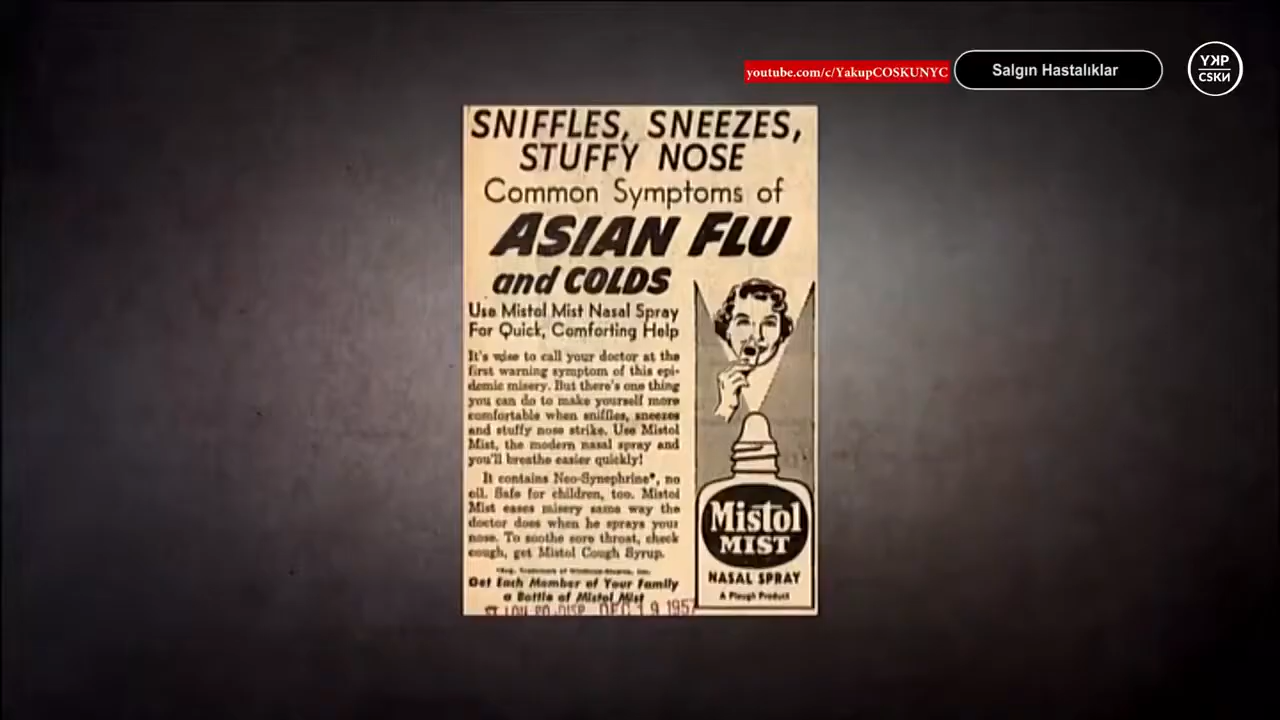 youtube.com/c/YakupCOSKUNYC
Salgın Hastalıklar
YKP
CSKN
SNIFFLES, SNEEZES,
STUFFY NOSE
Common Symptoms of
ASIAN FLU
and COLDS
Use Mistol Mist Nasal Spray
For Quick, Comforting Help
It's wise to call your doctor at the
first warning symptom of this epi-
demic misery. But there's one thing
you can do to make yourself more
comfortable when sniffles, sneezes
and stuffy nose strike. Use Mistol
Mist, the modern nasal spray and
you'll breathe easier quickly!
It contains Neo-Synephrine*, no
oil. Safe for children, too. Mistol
Mist eases misery same way the
doctor does when he sprays your
nose. To soothe sore throat, check
cough, get Mistol Cough Syrup.
*Reg. Trademark of
Get Each Member of Your Family
a Bottle of Mistol Mist
DEC 19 1957
Mistol
MIST
NASAL SPRAY
A Plough Product